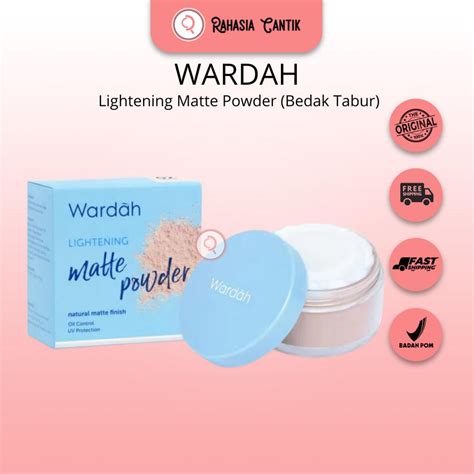 RAHASIA CANTIK
WARDAH
Lightening Matte Powder (Bedak Tabur)
THE
ORIGINAL
FREE
SHIPPING
FAST
SHIPPING
BADAN POM
Wardah
LIGHTENING
matte
powder
natural matte finish
Oil Control
UV Protection
Wardah